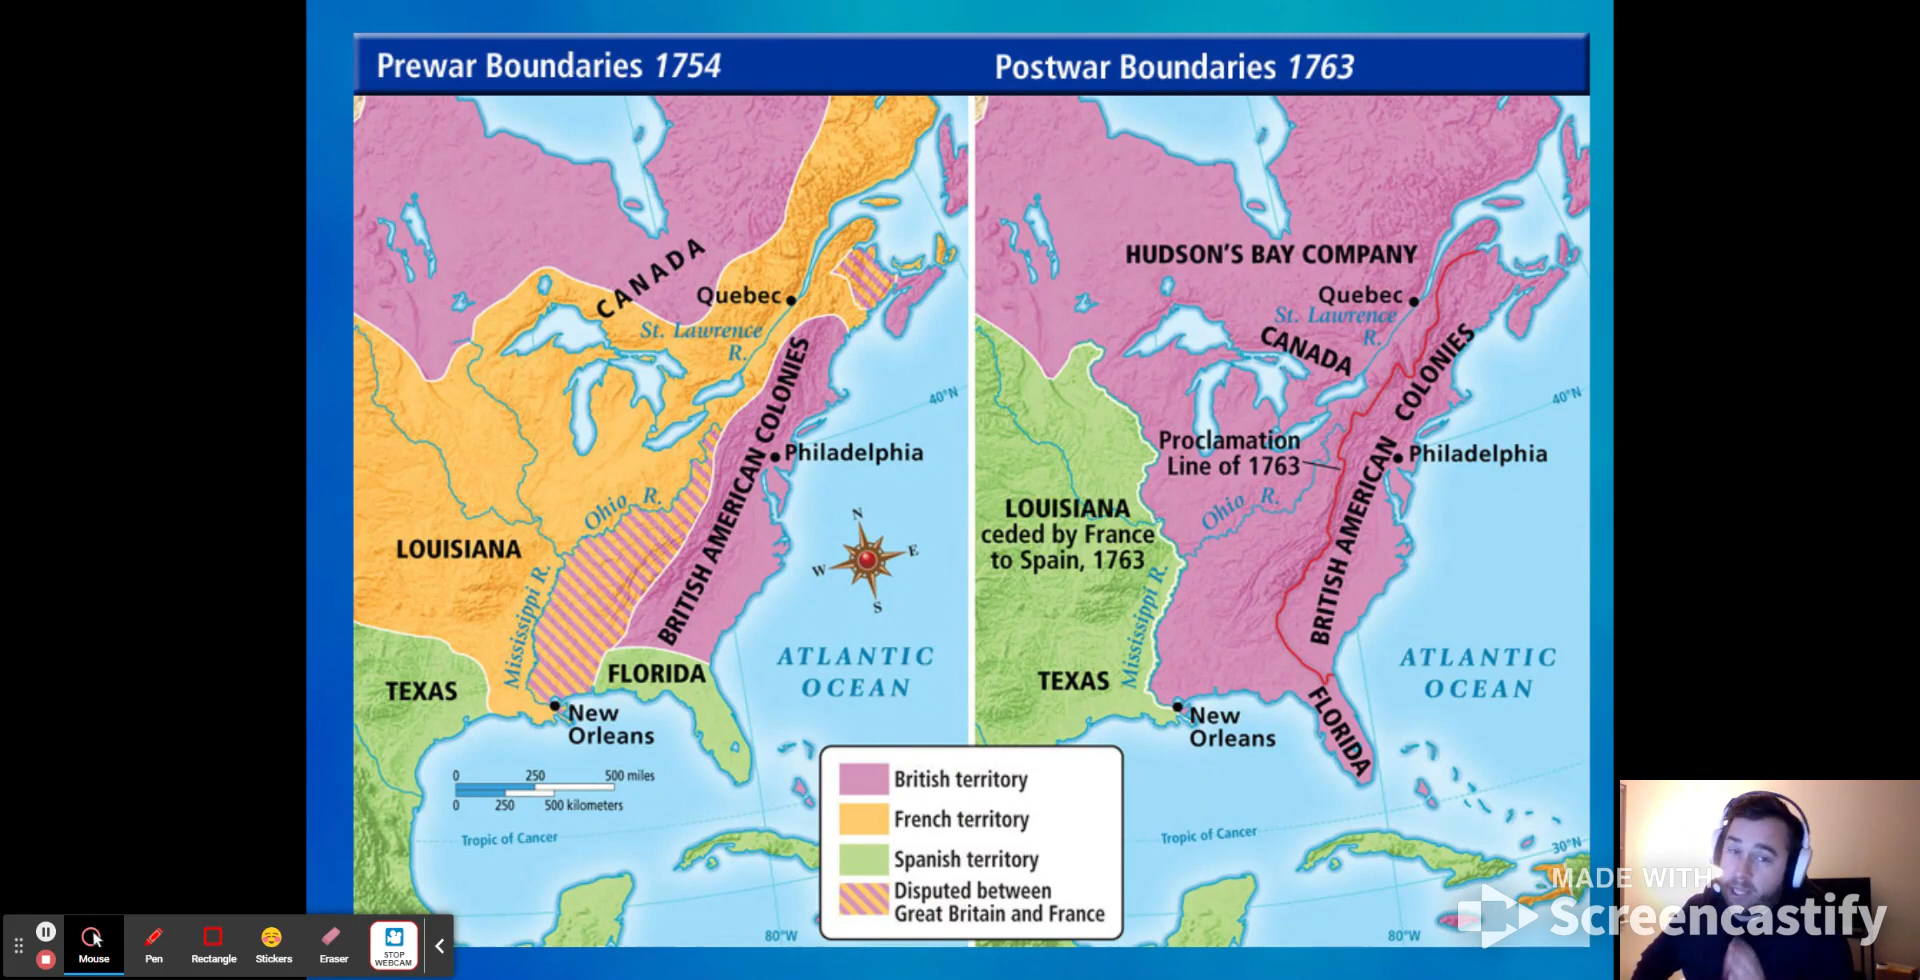 Prewar Boundaries 1754
Postwar Boundaries 1763
CANADA
Quebec
St. Lawrence
R.
BRITISH AMERICAN COLONIES
40°N
Philadelphia
Ohio R.
LOUISIANA
Mississippi R.
N
W
E
S
ATLANTIC
OCEAN
TEXAS
FLORIDA
New
Orleans
0 250 500 miles
0 250 500 kilometers
Tropic of Cancer
80°W
HUDSON'S BAY COMPANY
Quebec
St. Lawrence
R.
CANADA
BRITISH AMERICAN COLONIES
40°N
Proclamation
Line of 1763
Philadelphia
Ohio R.
LOUISIANA
ceded by France
to Spain, 1763
Mississippi R.
TEXAS
ATLANTIC
OCEAN
FLORIDA
New
Orleans
Tropic of Cancer
30°N
80°W
British territory
French territory
Spanish territory
Disputed between
Great Britain and France
MADE WITH
Screencastify
Mouse
Pen
Rectangle
Stickers
Eraser
STOP
WEBCAM